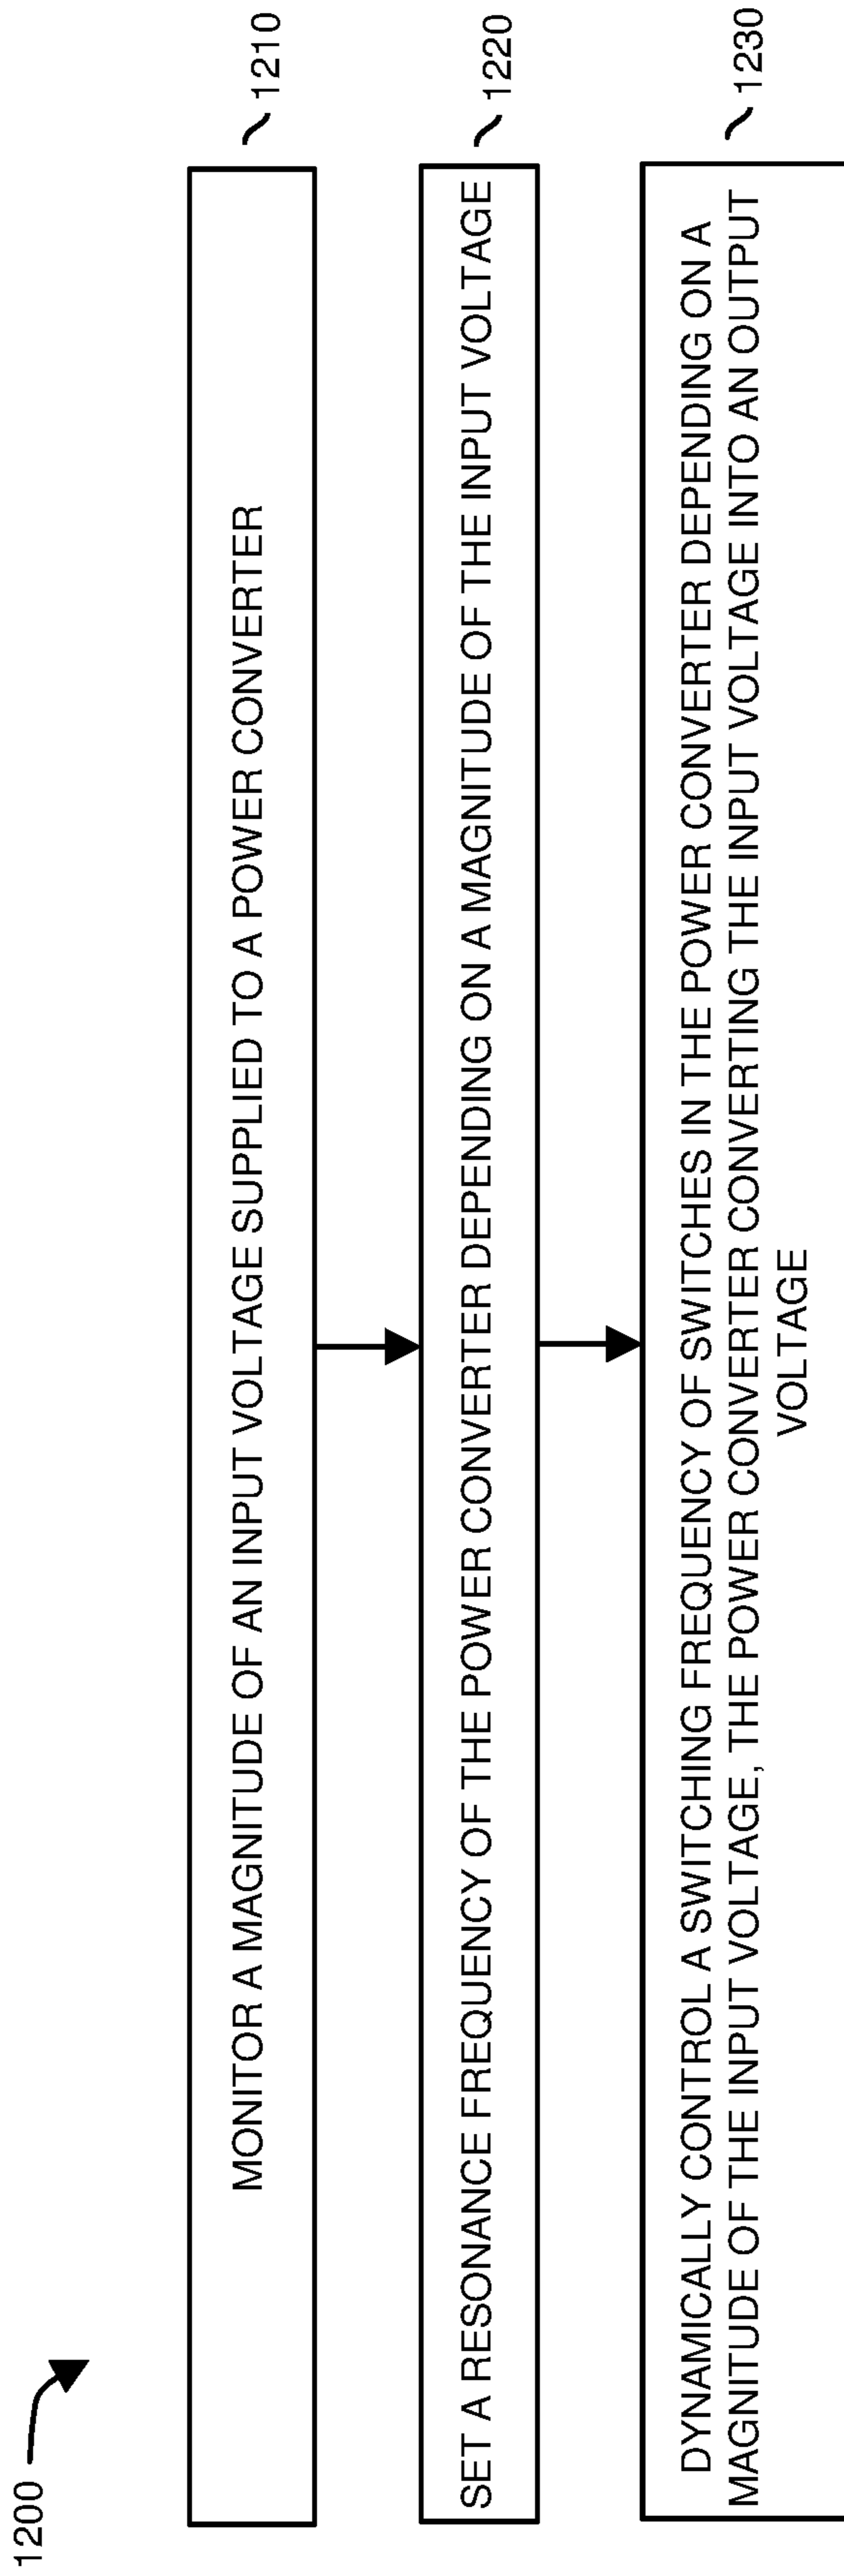 1200
MONITOR A MAGNITUDE OF AN INPUT VOLTAGE SUPPLIED TO A POWER CONVERTER
1210
SET A RESONANCE FREQUENCY OF THE POWER CONVERTER DEPENDING ON A MAGNITUDE OF THE INPUT VOLTAGE
1220
DYNAMICALLY CONTROL A SWITCHING FREQUENCY OF SWITCHES IN THE POWER CONVERTER DEPENDING ON A
MAGNITUDE OF THE INPUT VOLTAGE, THE POWER CONVERTER CONVERTING THE INPUT VOLTAGE INTO AN OUTPUT
VOLTAGE
1230